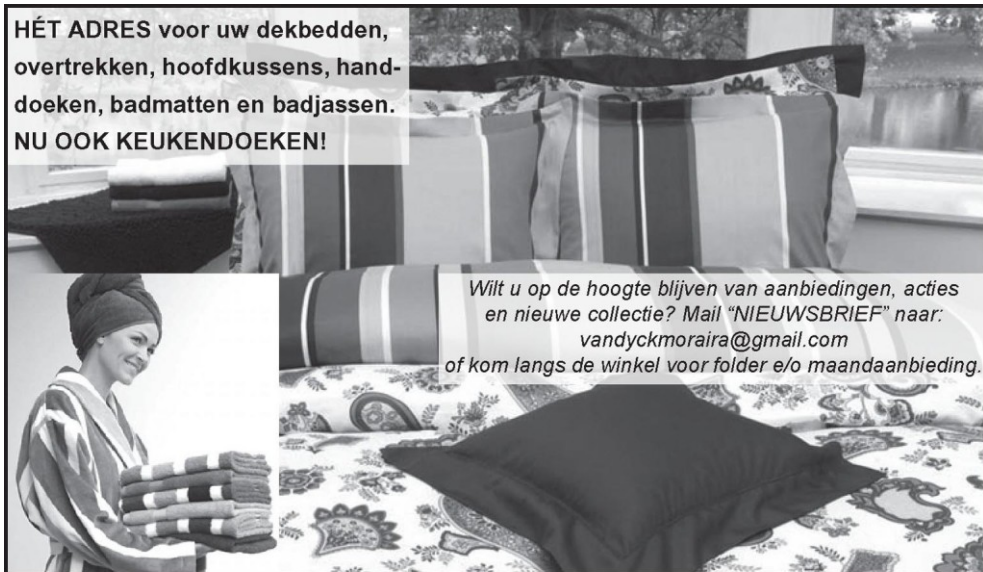 HÉT ADRES voor uw dekbedden,
overtrekken, hoofdkussens, hand-
doeken, badmatten en badjassen.
NU OOK KEUKENDOEKEN!
Wilt u op de hoogte blijven van aanbiedingen, acties
en nieuwe collectie? Mail “NIEUWSBRIEF” naar:
vandyckmoraira@gmail.com
of kom langs de winkel voor folder e/o maandaanbieding.